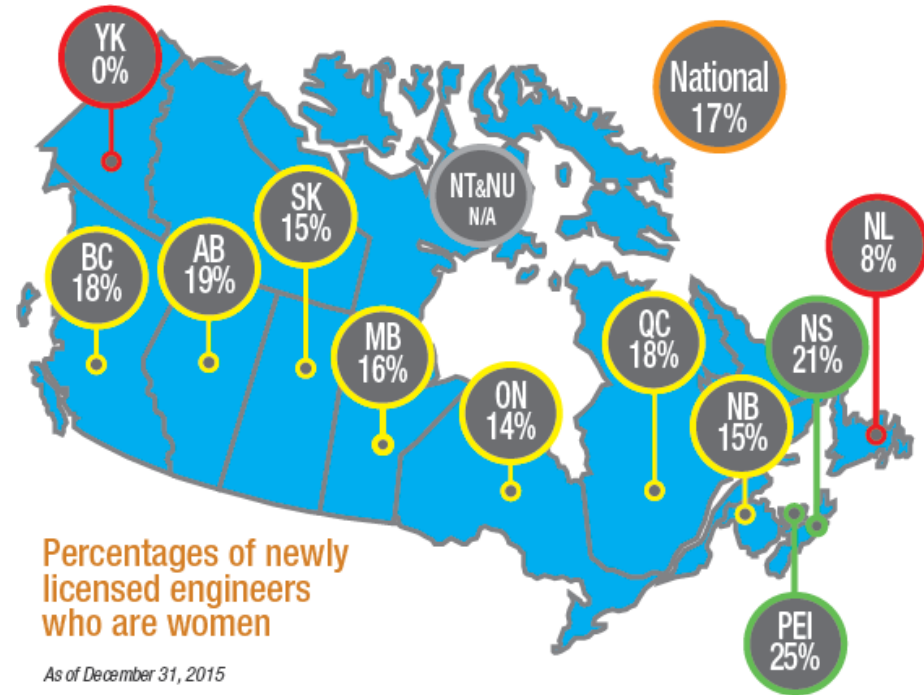 YK
0%
National
17%
NT&NU
N/A
SK
15%
NL
8%
BC
18%
AB
19%
MB
16%
QC
18%
NS
21%
ON
14%
NB
15%
Percentages of newly
licensed engineers
who are women
PEI
25%
As of December 31, 2015